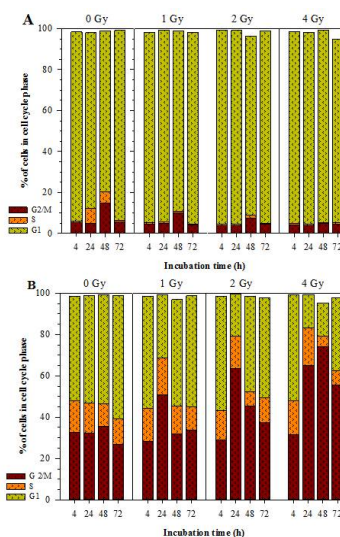 A
0 Gy 1 Gy 2 Gy 4 Gy
100
80
60
40
20
0
% of cells in cell cycle phase
G2/M
S
G1
4 24 48 72 4 24 48 72 4 24 48 72 4 24 48 72
Incubation time (h)
B
0 Gy 1 Gy 2 Gy 4 Gy
100
80
60
40
20
0
% of cells in cell cycle phase
G 2/M
S
G1
4 24 48 72 4 24 48 72 4 24 48 72 4 24 48 72
Incubation time (h)